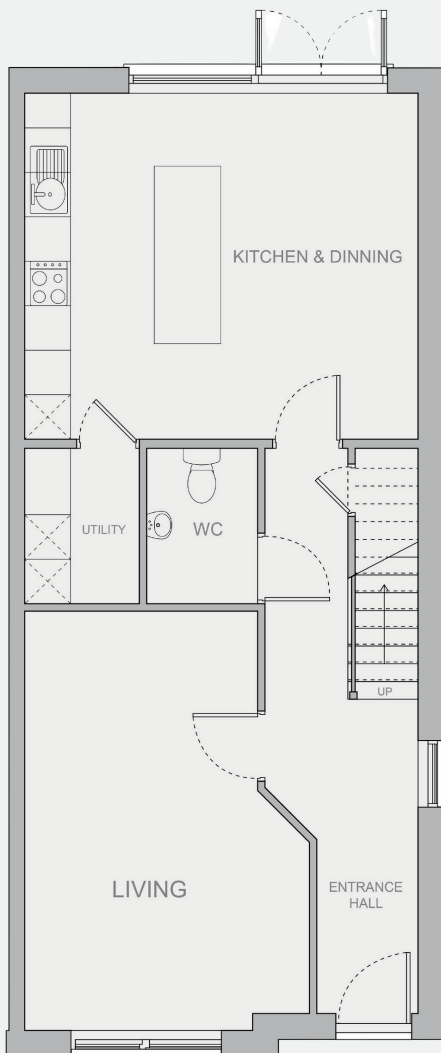 KITCHEN & DINNING
UTILITY
WC
UP
LIVING
ENTRANCE
HALL